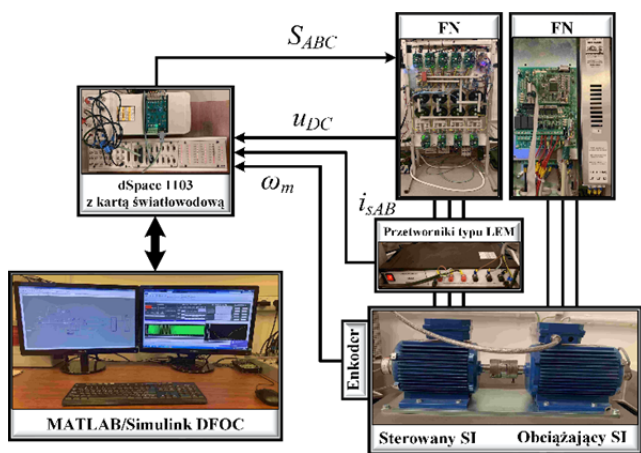 FN
FN
S_ABC
u_DC
ω_m
i_sAB
dSpace 1103
z kartą światłowodową
Przetworniki typu LEM
Enkoder
MATLAB/Simulink DFOC
Sterowany SI
Obciążający SI